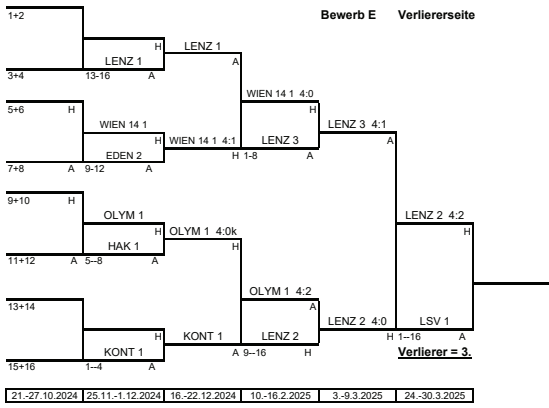 Bewerb E Verliererseite
1+2
H LENZ 1
LENZ 1 A
3+4 13-16 A
5+6 H WIEN 14 1 4:0
WIEN 14 1 H
H WIEN 14 1 4:1 LENZ 3 LENZ 3 4:1
EDEN 2 H 1-8 A A
7+8 A 9-12 A
9+10 H
OLYM 1 LENZ 2 4:2
H OLYM 1 4:0k H
HAK 1 H
11+12 A 5--8 A
OLYM 1 4:2
13+14 A
H KONT 1 LENZ 2 LENZ 2 4:0 LSV 1
KONT 1 A 9--16 H H 1--16 A
15+16 1--4 A Verlierer = 3.
21.-27.10.2024 25.11.-1.12.2024 16.-22.12.2024 10.-16.2.2025 3.-9.3.2025 24.-30.3.2025